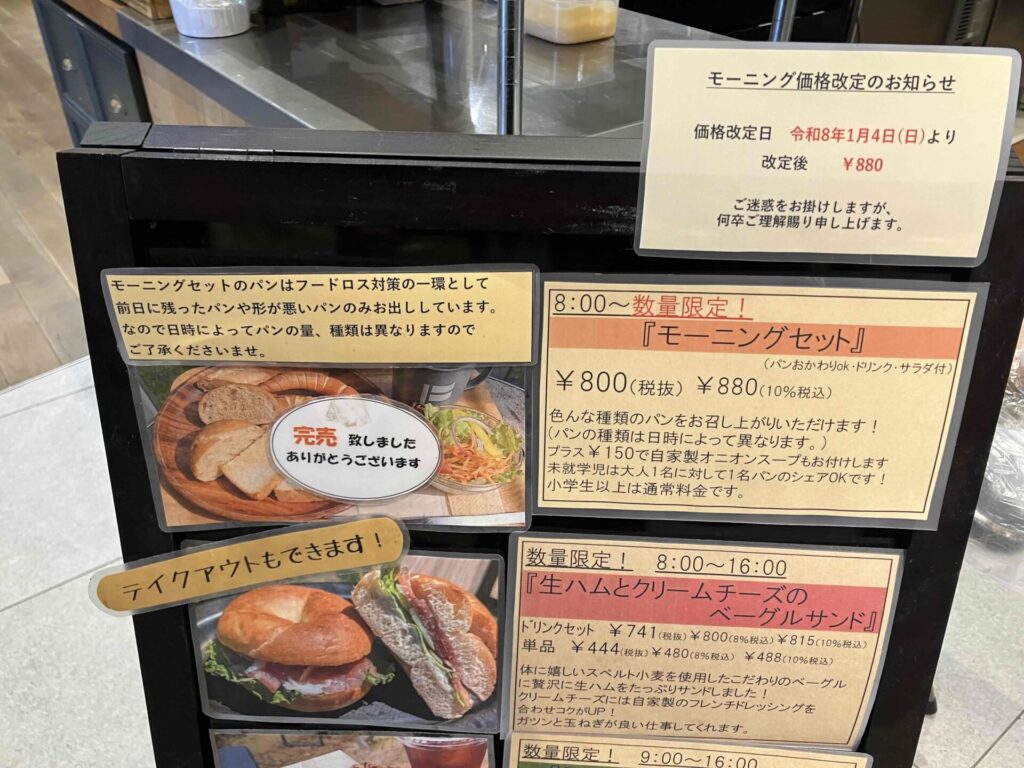 モーニング価格改定のお知らせ
価格改定日 令和8年1月4日(日)より
改定後 ￥880
ご迷惑をお掛けしますが、
何卒ご理解賜り申し上げます。
モーニングセットのパンはフードロス対策の一環として
前日に残ったパンや形が悪いパンのみお出ししています。
なので日時によってパンの量、種類は異なりますので
ご了承くださいませ。
完売 致しました
ありがとうございます
8:00～数量限定！
『モーニングセット』
(パンおかわりok・ドリンク・サラダ付)
￥800(税抜) ￥880(10%税込)
色んな種類のパンをお召し上がりいただけます！
(パンの種類は日時によって異なります。)
プラス￥150で自家製オニオンスープもお付けします
未就学児は大人1名に対して1名パンのシェアOKです！
小学生以上は通常料金です。
テイクアウトもできます！
数量限定！ 8:00～16:00
『生ハムとクリームチーズの
ベーグルサンド』
ドリンクセット ￥741(税抜)￥800(8%税込)￥815(10%税込)
単品 ￥444(税抜)￥480(8%税込) ￥488(10%税込)
体に嬉しいスペルト小麦を使用したこだわりのベーグル
に贅沢に生ハムをたっぷりサンドしました！
クリームチーズには自家製のフレンチドレッシングを
合わせコクがUP！
ガツンと玉ねぎが良い仕事してくれます。
数量限定！ 9:00～16:00